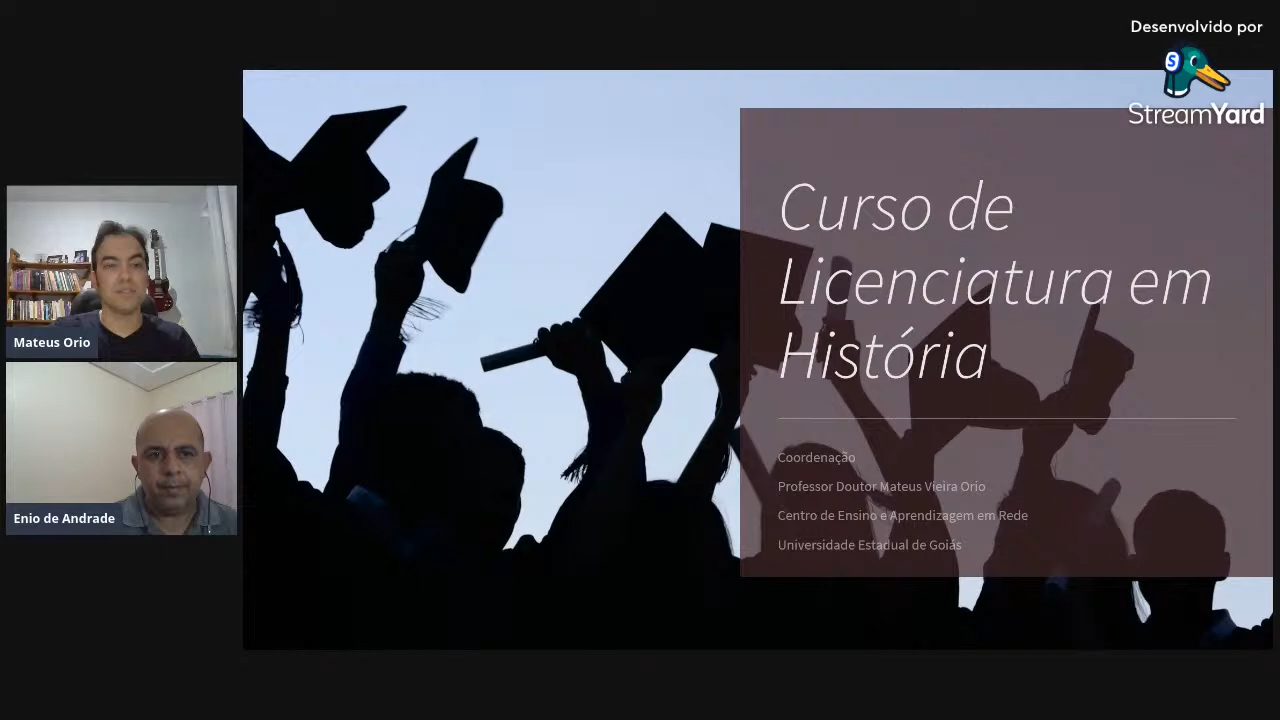 Desenvolvido por
StreamYard
Curso de
Licenciatura em
História
Coordenação
Professor Doutor Mateus Vieira Orio
Centro de Ensino e Aprendizagem em Rede
Universidade Estadual de Goiás
Mateus Orio
Enio de Andrade